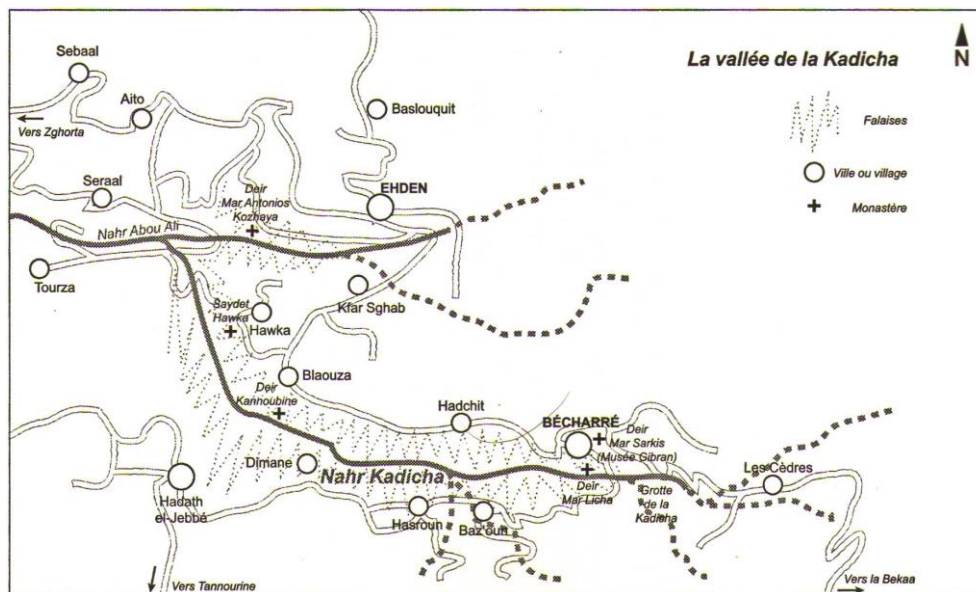 La vallée de la Kadicha
N
Falaises
Ville ou village
Monastère
Sebaal
Aito
Vers Zghorta
Baslouquit
Seraal
EHDEN
Deir
Mar Antonios
Kozhaya
Nahr Abou Ali
Tourza
Kfar Sghab
Saydet
Hawka
Hawka
Blaouza
Deir
Kannoubine
Hadchit
BÉCHARRÉ
Deir
Mar Sarkis
(Musée Gibran)
Dimane
Nahr Kadicha
Les Cèdres
Hadath
el-Jebbé
Deir
Mar Licha
Grotte
de la
Kadicha
Hasroun
Baz'oun
Vers Tannourine
Vers la Bekaa